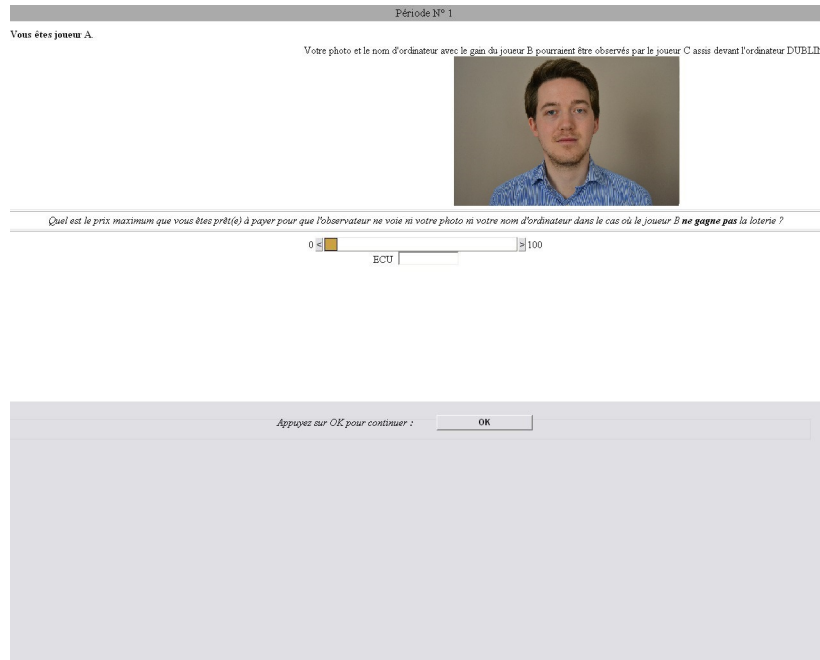 Période N° 1
Vous êtes joueur A.
Votre photo et le nom d'ordinateur avec le gain du joueur B pourraient être observés par le joueur C assis devant l'ordinateur DUBLI
Quel est le prix maximum que vous êtes prêt(e) à payer pour que l'observateur ne voie ni votre photo ni votre nom d'ordinateur dans le cas où le joueur B ne gagne pas la loterie ?
0 < > 100
ECU
Appuyez sur OK pour continuer : OK